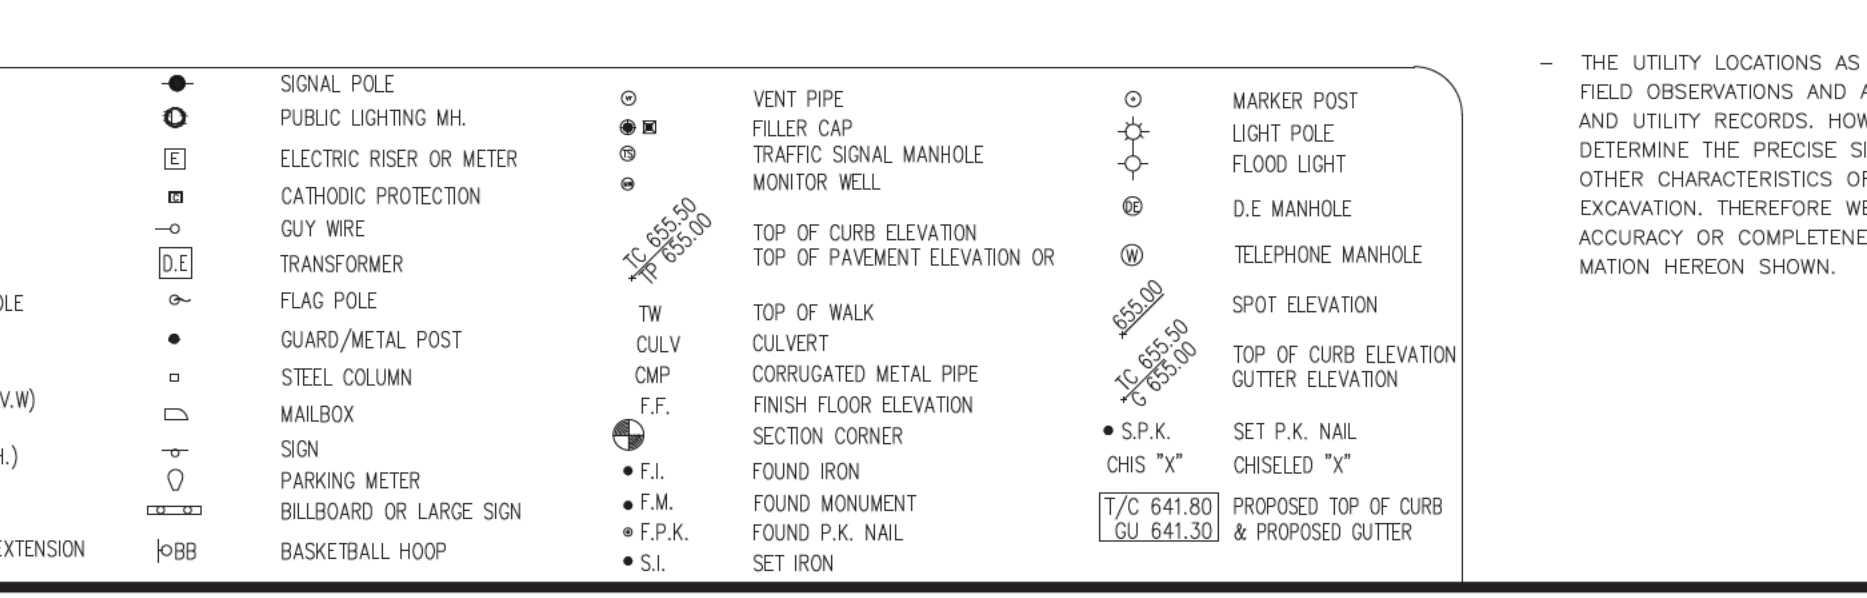 OLE
V.W)
H.)
EXTENSION
SIGNAL POLE
PUBLIC LIGHTING MH.
E ELECTRIC RISER OR METER
C CATHODIC PROTECTION
GUY WIRE
D.E TRANSFORMER
FLAG POLE
GUARD/METAL POST
STEEL COLUMN
MAILBOX
SIGN
PARKING METER
BILLBOARD OR LARGE SIGN
BB BASKETBALL HOOP
VENT PIPE
FILLER CAP
TS TRAFFIC SIGNAL MANHOLE
MONITOR WELL
TC 655.50 TOP OF CURB ELEVATION
TP 655.00 TOP OF PAVEMENT ELEVATION OR
TW TOP OF WALK
CULV CULVERT
CMP CORRUGATED METAL PIPE
F.F. FINISH FLOOR ELEVATION
SECTION CORNER
F.I. FOUND IRON
F.M. FOUND MONUMENT
F.P.K. FOUND P.K. NAIL
S.I. SET IRON
MARKER POST
LIGHT POLE
FLOOD LIGHT
DE D.E MANHOLE
W TELEPHONE MANHOLE
655.00 SPOT ELEVATION
TC 655.50 TOP OF CURB ELEVATION
G 655.00 GUTTER ELEVATION
S.P.K. SET P.K. NAIL
CHIS "X" CHISELED "X"
T/C 641.80 PROPOSED TOP OF CURB
GU 641.30 & PROPOSED GUTTER
– THE UTILITY LOCATIONS AS
FIELD OBSERVATIONS AND A
AND UTILITY RECORDS. HOW
DETERMINE THE PRECISE SI
OTHER CHARACTERISTICS OF
EXCAVATION. THEREFORE WE
ACCURACY OR COMPLETENE
MATION HEREON SHOWN.